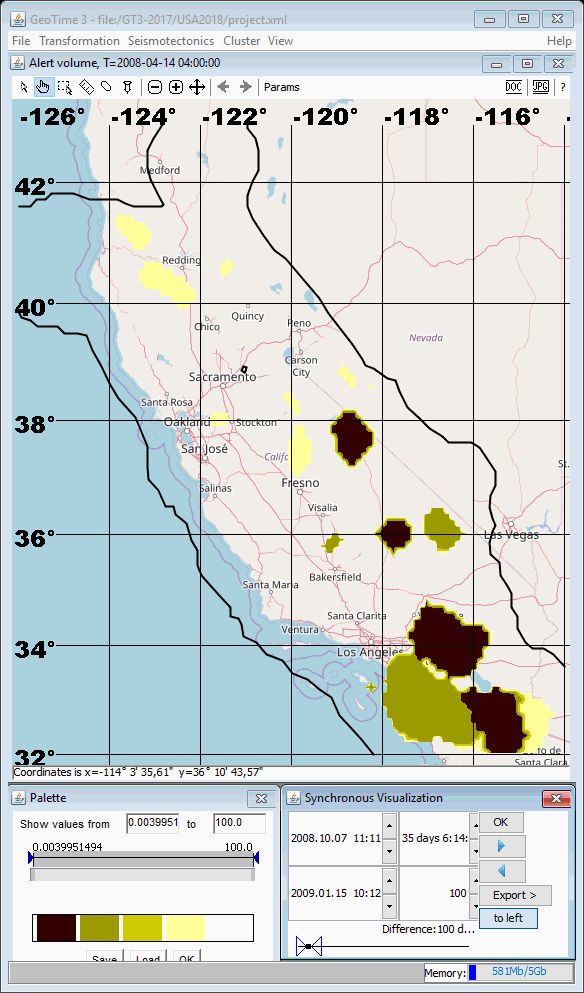 GeoTime 3 - file:/GT3-2017/USA2018/project.xml
File Transformation Seismotectonics Cluster View Help
Alert volume, T=2008-04-14 04:00:00
Params DOC JPG ?
-126° -124° -122° -120° -118° -116°
Medford
42°
Redding
40°
Quincy
Chico
Reno
Carson
City
Nevada
Sacramento
Santa Rosa
38°
Oakland
Stockton
San José
Califc
Fresno
Salinas
St.
Visalia
36°
Las Vegas
Bakersfield
Santa Maria
Santa Clarita
Ventura
34°
Los Angeles
32°
fo de
Santa Clara
Coordinates is x=-114° 3' 35,61" y=36° 10' 43,57"
Palette
Show values from 0.0039951 to 100.0
0.0039951494 100.0
Save Load OK
Synchronous Visualization
2008.10.07 11:11 35 days 6:14: OK
2009.01.15 10:12 100
Export >
to left
Difference:100 d...
Memory: 581Mb/5Gb